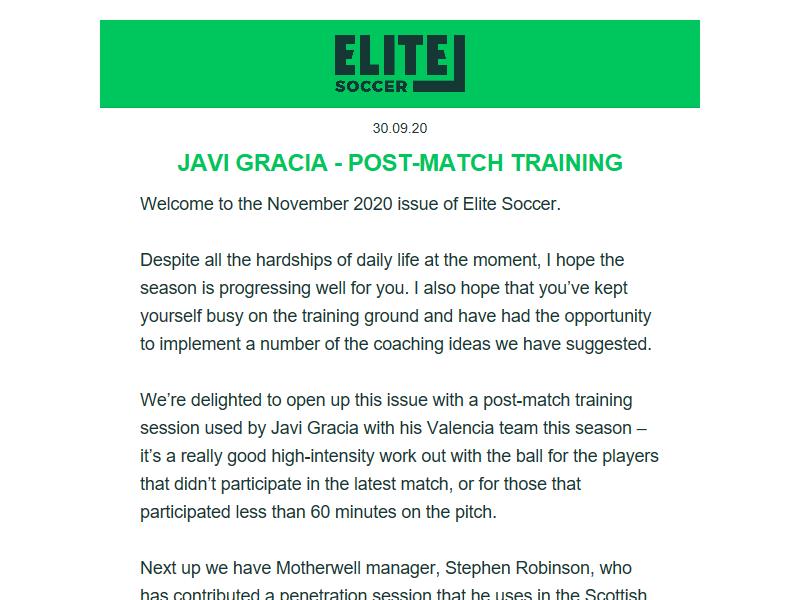 ELITE
SOCCER
30.09.20
JAVI GRACIA - POST-MATCH TRAINING
Welcome to the November 2020 issue of Elite Soccer.
Despite all the hardships of daily life at the moment, I hope the
season is progressing well for you. I also hope that you’ve kept
yourself busy on the training ground and have had the opportunity
to implement a number of the coaching ideas we have suggested.
We’re delighted to open up this issue with a post-match training
session used by Javi Gracia with his Valencia team this season –
it’s a really good high-intensity work out with the ball for the players
that didn’t participate in the latest match, or for those that
participated less than 60 minutes on the pitch.
Next up we have Motherwell manager, Stephen Robinson, who
has contributed a penetration session that he uses in the Scottish